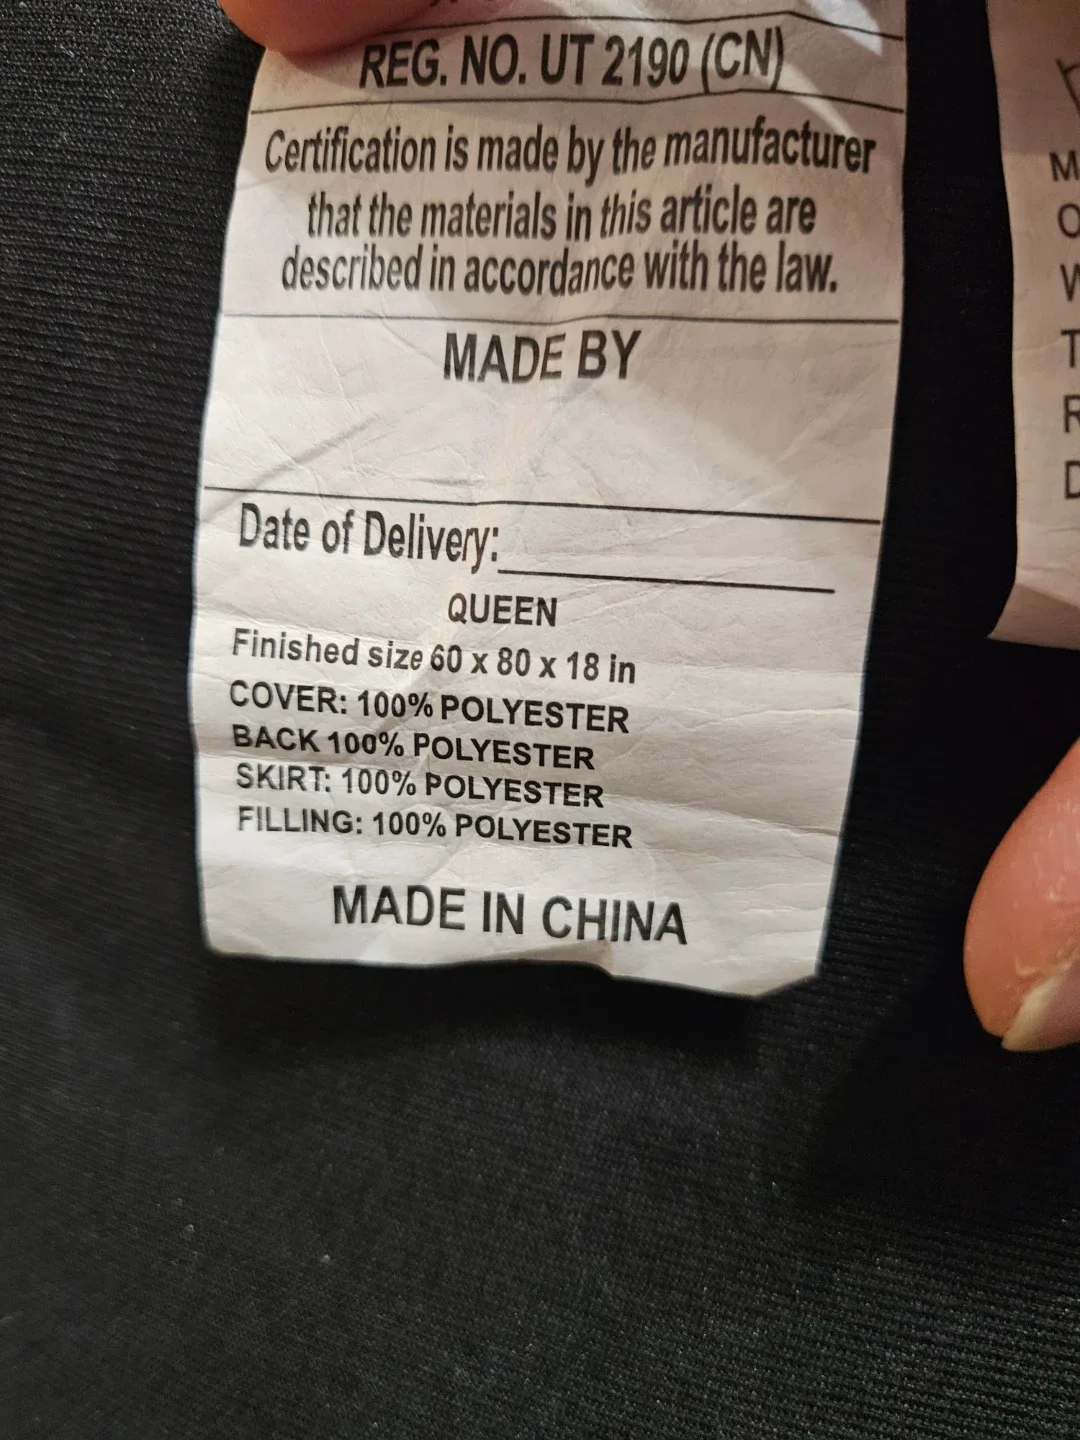 REG. NO. UT 2190 (CN)
Certification is made by the manufacturer
that the materials in this article are
described in accordance with the law.
MADE BY
Date of Delivery:
QUEEN
Finished size 60 x 80 x 18 in
COVER: 100% POLYESTER
BACK 100% POLYESTER
SKIRT: 100% POLYESTER
FILLING: 100% POLYESTER
MADE IN CHINA
M
O
W
T
R
D